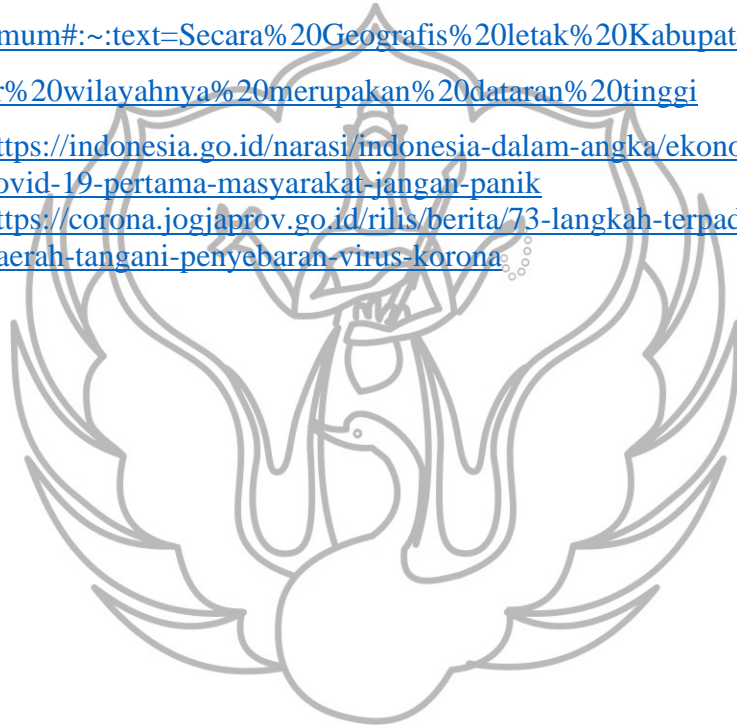 mum#:~:text=Secara%20Geografis%20letak%20Kabupat
r%20wilayahnya%20merupakan%20dataran%20tinggi
ttps://indonesia.go.id/narasi/indonesia-dalam-angka/ekono
ovid-19-pertama-masyarakat-jangan-panik
ttps://corona.jogjaprov.go.id/rilis/berita/73-langkah-terpad
aerah-tangani-penyebaran-virus-korona